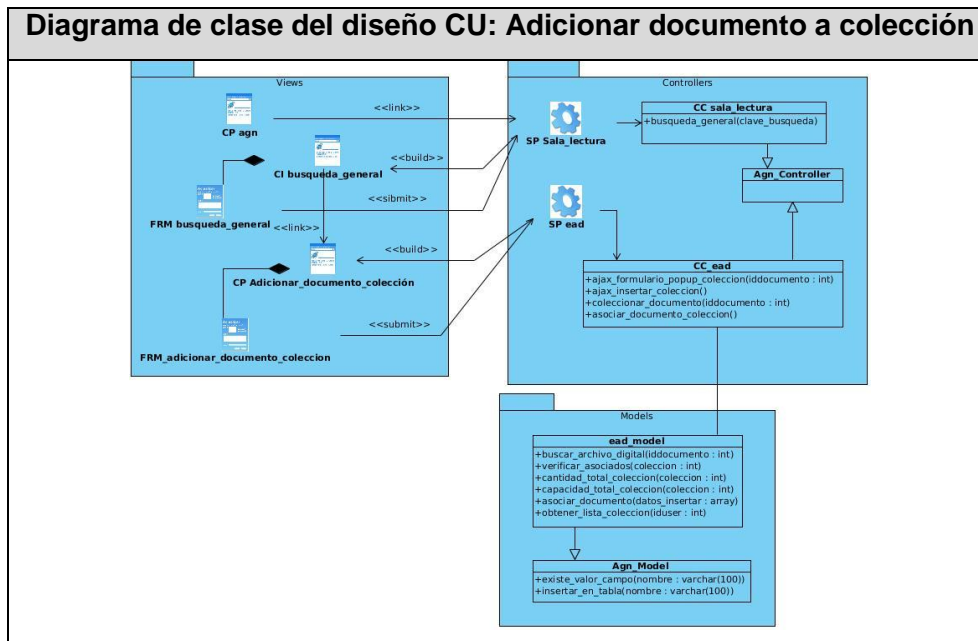 Diagrama de clase del diseño CU: Adicionar documento a colección
Views
<<link>>
CP agn
CI busqueda_general
<<build>>
FRM busqueda_general
<<sibmit>>
<<link>>
<<build>>
CP Adicionar_documento_colección
<<submit>>
FRM_adicionar_documento_coleccion
Controllers
SP Sala_lectura
CC sala_lectura
+busqueda_general(clave_busqueda)
Agn_Controller
SP ead
CC_ead
+ajax_formulario_popup_coleccion(iddocumento : int)
+ajax_insertar_coleccion()
+coleccionar_documento(iddocumento : int)
+asociar_documento_coleccion()
Models
ead_model
+buscar_archivo_digital(iddocumento : int)
+verificar_asociados(coleccion : int)
+cantidad_total_coleccion(coleccion : int)
+capacidad_total_coleccion(coleccion : int)
+asociar_documento(datos_insertar : array)
+obtener_lista_coleccion(iduser : int)
Agn_Model
+existe_valor_campo(nombre : varchar(100))
+insertar_en_tabla(nombre : varchar(100))